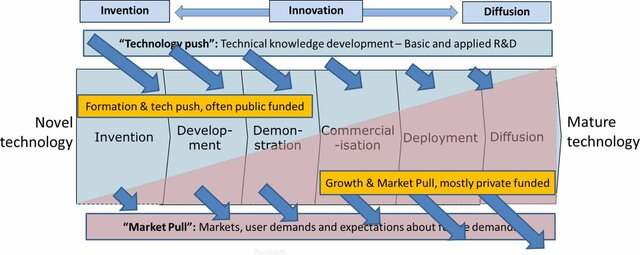 Invention
Innovation
Diffusion
“Technology push”: Technical knowledge development – Basic and applied R&D
Formation & tech push, often public funded
Novel
technology
Invention
Develop-
ment
Demon-
stration
Commercial
-isation
Deployment
Diffusion
Mature
technology
Growth & Market Pull, mostly private funded
“Market Pull”: Markets, user demands and expectations about demand